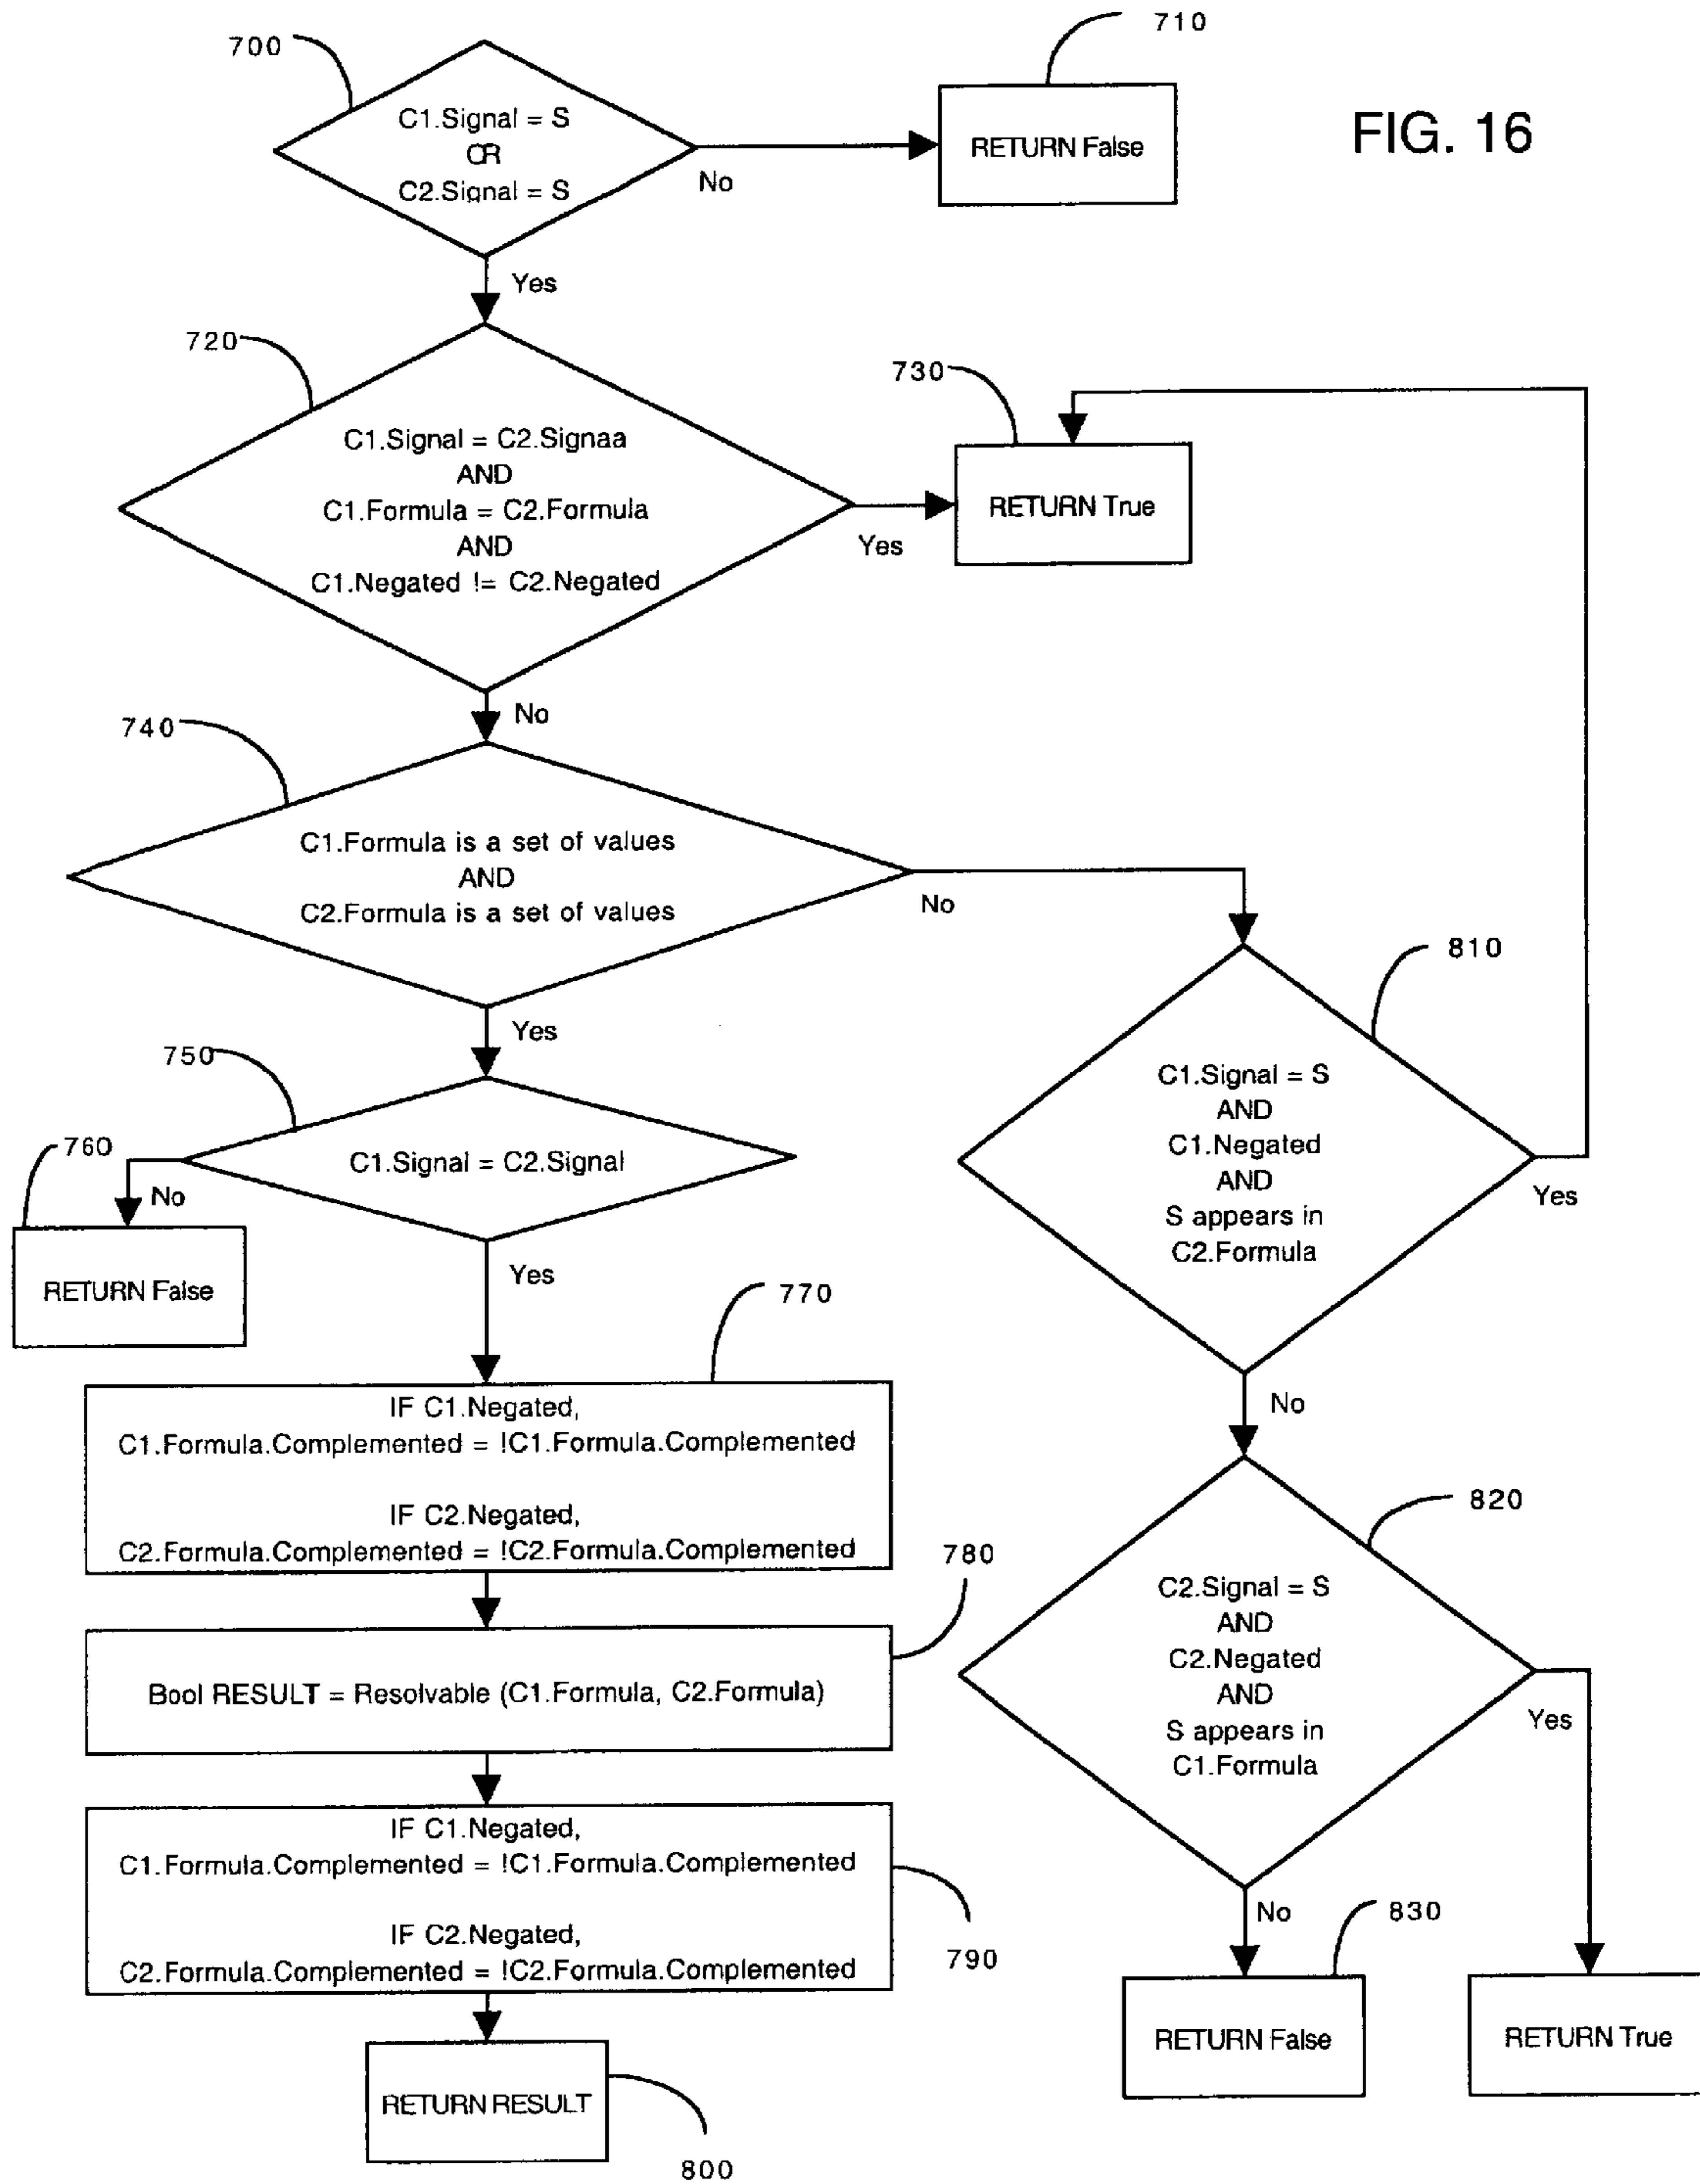 700
710
C1.Signal = S
OR
C2.Signal = S
No
RETURN False
FIG. 16
Yes
720
730
C1.Signal = C2.Signaa
AND
C1.Formula = C2.Formula
AND
C1.Negated != C2.Negated
Yes
RETURN True
No
740
C1.Formula is a set of values
AND
C2.Formula is a set of values
No
Yes
810
C1.Signal = S
AND
C1.Negated
AND
S appears in
C2.Formula
Yes
No
750
760
C1.Signal = C2.Signal
No
RETURN False
Yes
770
IF C1.Negated,
C1.Formula.Complemented = !C1.Formula.Complemented
IF C2.Negated,
C2.Formula.Complemented = !C2.Formula.Complemented
780
Bool RESULT = Resolvable (C1.Formula, C2.Formula)
820
C2.Signal = S
AND
C2.Negated
AND
S appears in
C1.Formula
Yes
No
IF C1.Negated,
C1.Formula.Complemented = !C1.Formula.Complemented
IF C2.Negated,
C2.Formula.Complemented = !C2.Formula.Complemented
790
830
RETURN False
RETURN True
RETURN RESULT
800